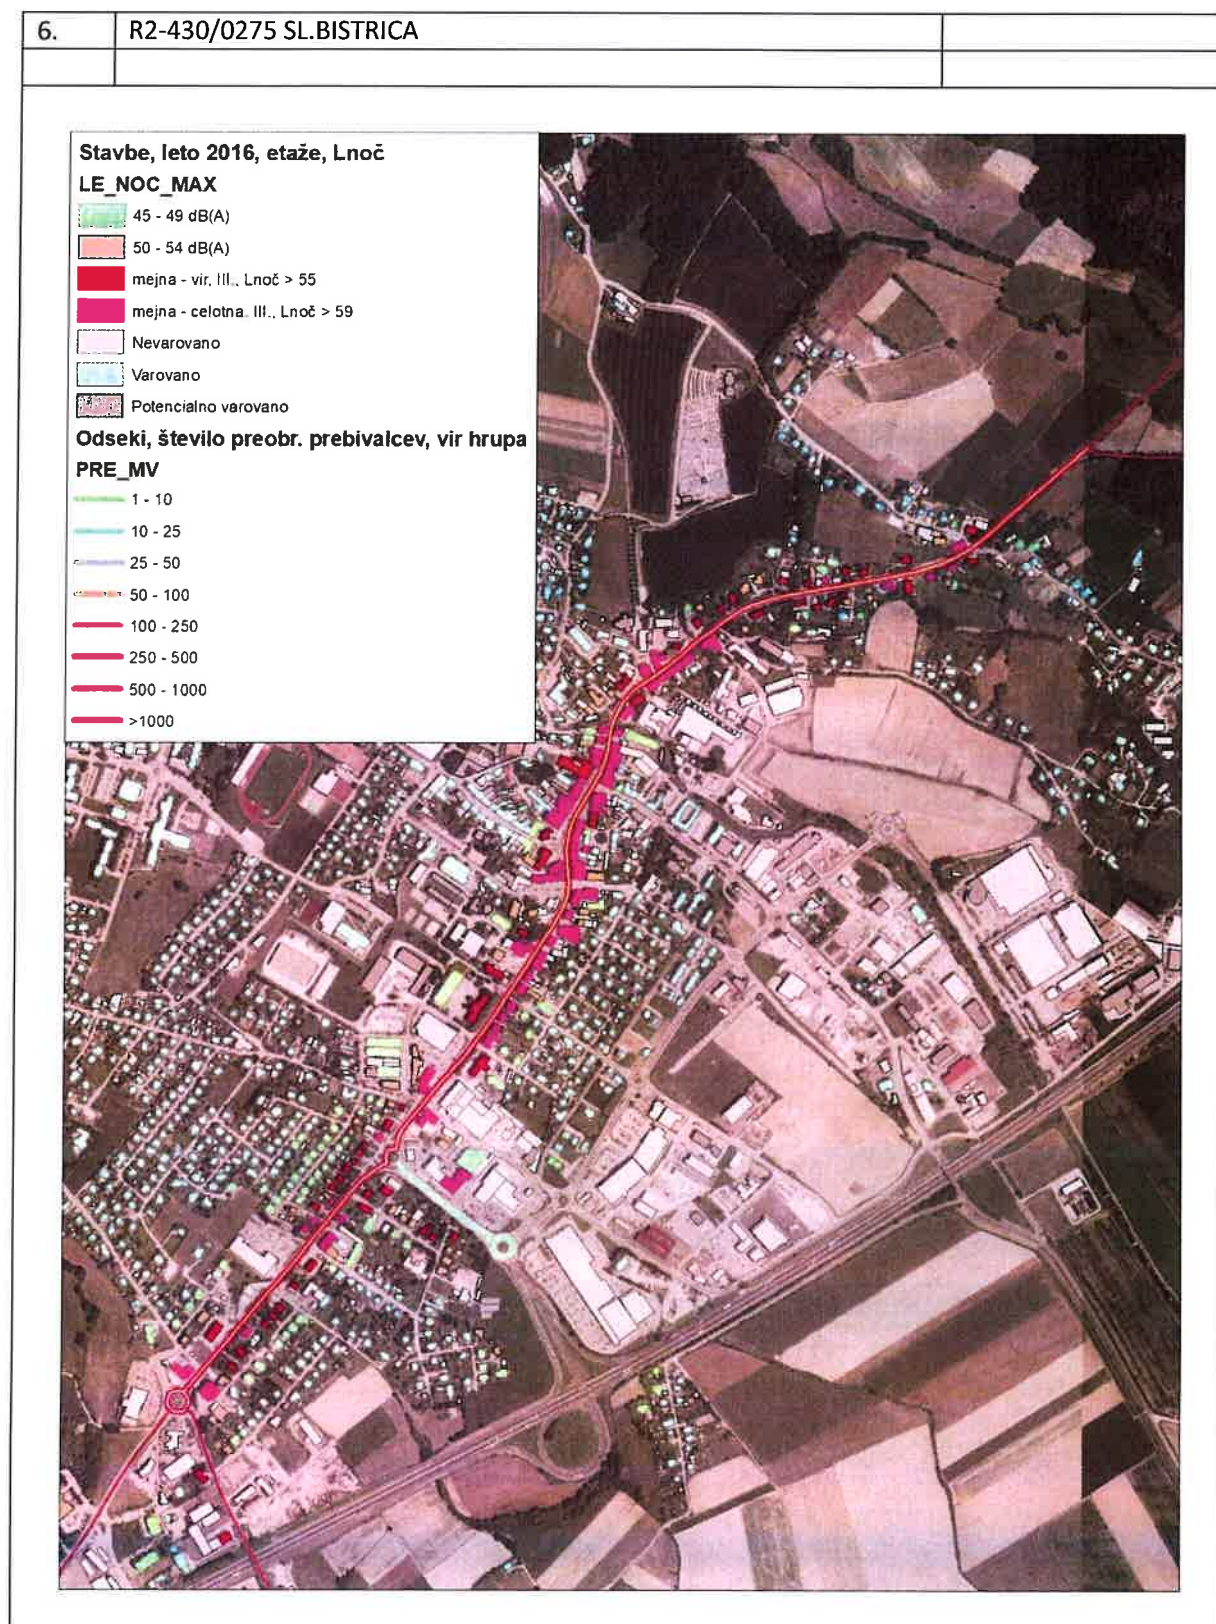 6. R2-430/0275 SL.BISTRICA
Stavbe, leto 2016, etaže, Lnoč
LE_NOC_MAX
45 - 49 dB(A)
50 - 54 dB(A)
mejna - vir, III., Lnoč > 55
mejna - celotna. III., Lnoč > 59
Nevarovano
Varovano
Potencialno varovano
Odseki, število preobr. prebivalcev, vir hrupa
PRE_MV
1 - 10
10 - 25
25 - 50
50 - 100
100 - 250
250 - 500
500 - 1000
>1000